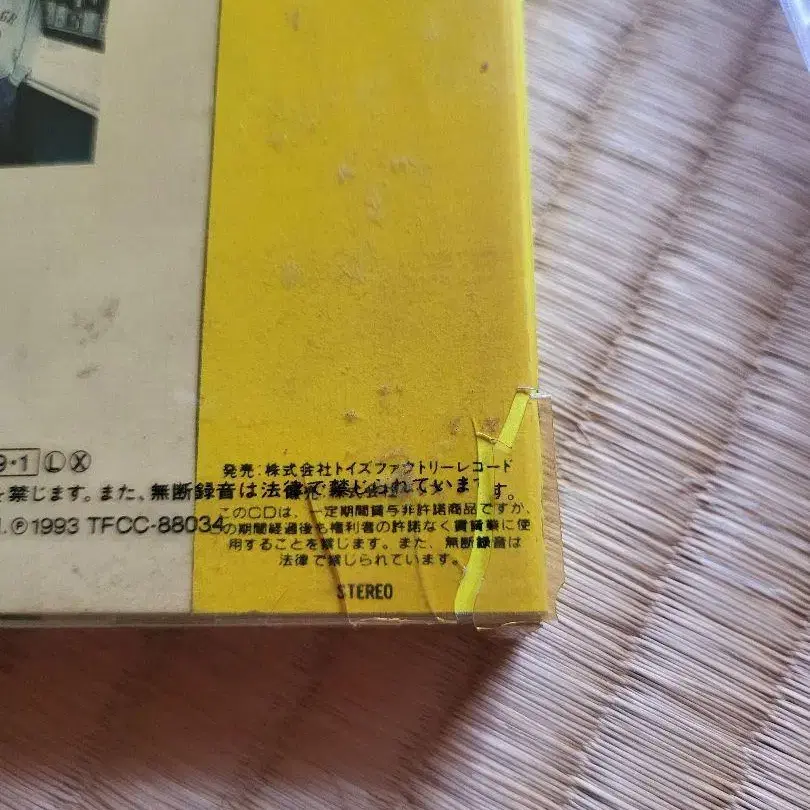 9・1 Ⓛ Ⓧ
発売:株式会社トイズファクトリーレコード
を禁じます。また、無断録音は法律で禁じられています。
.Ⓟ1993 TFCC-88034
このCDは、一定期間貸与非許諾商品ですが、
の期間経過後も権利者の許諾なく賃貸業に使
用することを禁じます。また、無断録音は
法律で禁じられています。
STEREO